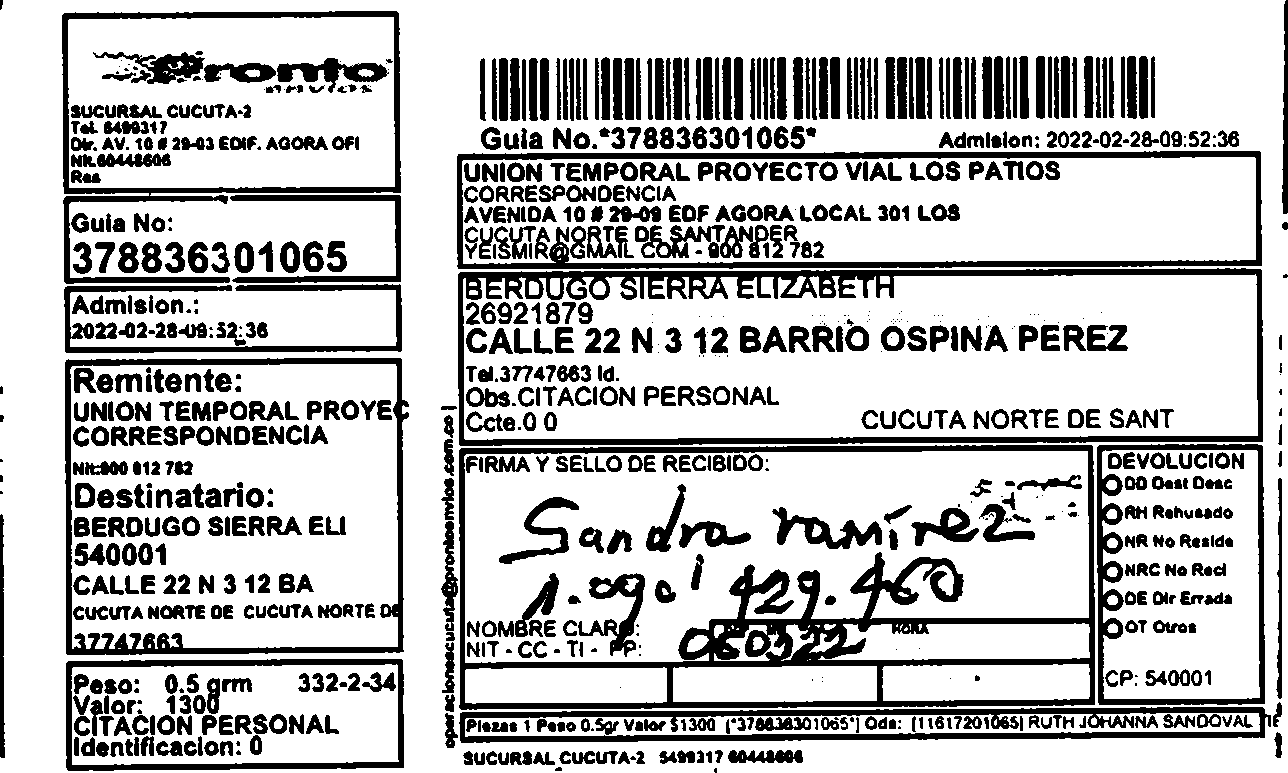 Pronto
envíos
SUCURSAL CUCUTA-2
Tel. 5499317
Dir. AV. 10 # 29-03 EDIF. AGORA OFI
Nit.60448606
Res
Guia No:
378836301065
Admision.:
2022-02-28-09:52:36
Remitente:
UNION TEMPORAL PROYEC
CORRESPONDENCIA
Nit:900 812 782
Destinatario:
BERDUGO SIERRA ELI
540001
CALLE 22 N 3 12 BA
CUCUTA NORTE DE CUCUTA NORTE DE
37747663
Peso: 0.5 grm 332-2-34
Valor: 1300
CITACION PERSONAL
Identificacion: 0
Guia No.*378836301065*
Admision: 2022-02-28-09:52:36
UNION TEMPORAL PROYECTO VIAL LOS PATIOS
CORRESPONDENCIA
AVENIDA 10 # 29-09 EDF AGORA LOCAL 301 LOS
CUCUTA NORTE DE SANTANDER
YEISMIR@GMAIL COM - 900 812 782
BERDUGO SIERRA ELIZABETH
26921879
CALLE 22 N 3 12 BARRIO OSPINA PEREZ
Tel.37747663 Id.
Obs.CITACION PERSONAL
Ccte.0 0 CUCUTA NORTE DE SANT
operacionescucuta@prontoenvios.com.co |
FIRMA Y SELLO DE RECIBIDO:
Sandra ramírez
1.090 429.460
NOMBRE CLARO:
NIT - CC - TI - PP:
060322
HORA
DEVOLUCION
DD Dest Desc
RH Rehusado
NR No Reside
NRC No Recl
DE Dir Errada
OT Otros
CP: 540001
Piezas 1 Peso 0.5gr Valor $1300 [*378836301065*] Ods: [11617201065] RUTH JOHANNA SANDOVAL
SUCURSAL CUCUTA-2 5499317 60448606